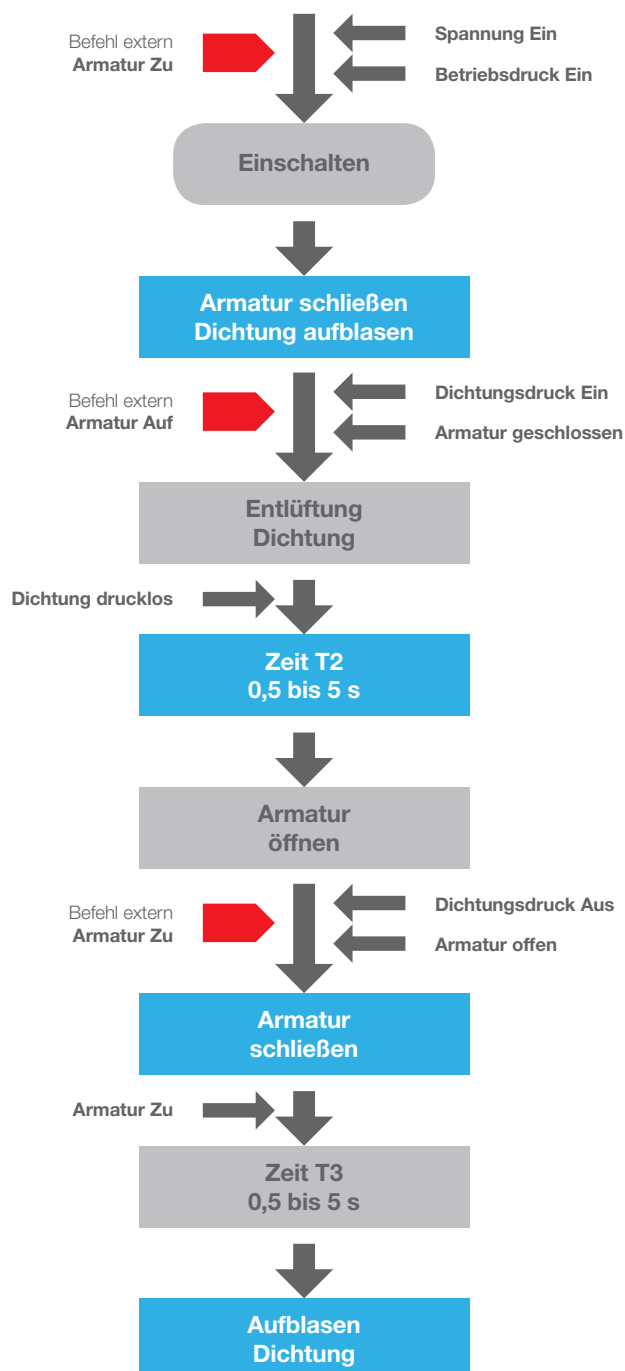 Befehl extern
Armatur Zu
Spannung Ein
Betriebsdruck Ein
Einschalten
Armatur schließen
Dichtung aufblasen
Befehl extern
Armatur Auf
Dichtungsdruck Ein
Armatur geschlossen
Entlüftung
Dichtung
Dichtung drucklos
Zeit T2
0,5 bis 5 s
Armatur
öffnen
Befehl extern
Armatur Zu
Dichtungsdruck Aus
Armatur offen
Armatur
schließen
Armatur Zu
Zeit T3
0,5 bis 5 s
Aufblasen
Dichtung